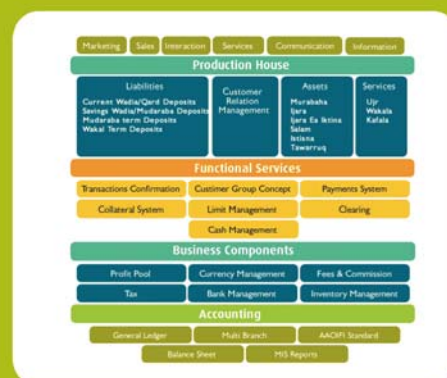 Marketing Sales Interaction Services Communication Information
Production House
Liabilities
Current Wadia/Qard Deposits
Savings Wadia/Mudaraba Deposits
Mudaraba term Deposits
Wakal Term Deposits
Customer
Relation
Management
Assets
Murabaha
Ijara
Ijara Ea Iktina
Salam
Istisna
Tawarruq
Services
Ujr
Wakala
Kafala
Functional Services
Transactions Confirmation Custimer Group Concept Payments System
Collateral System Limit Management Clearing
Cash Management
Business Components
Profit Pool Currency Management Fees & Commission
Tax Bank Management Inventory Management
Accounting
General Ledger Multi Branch AAOIFI Standard
Balance Sheet MIS Reports